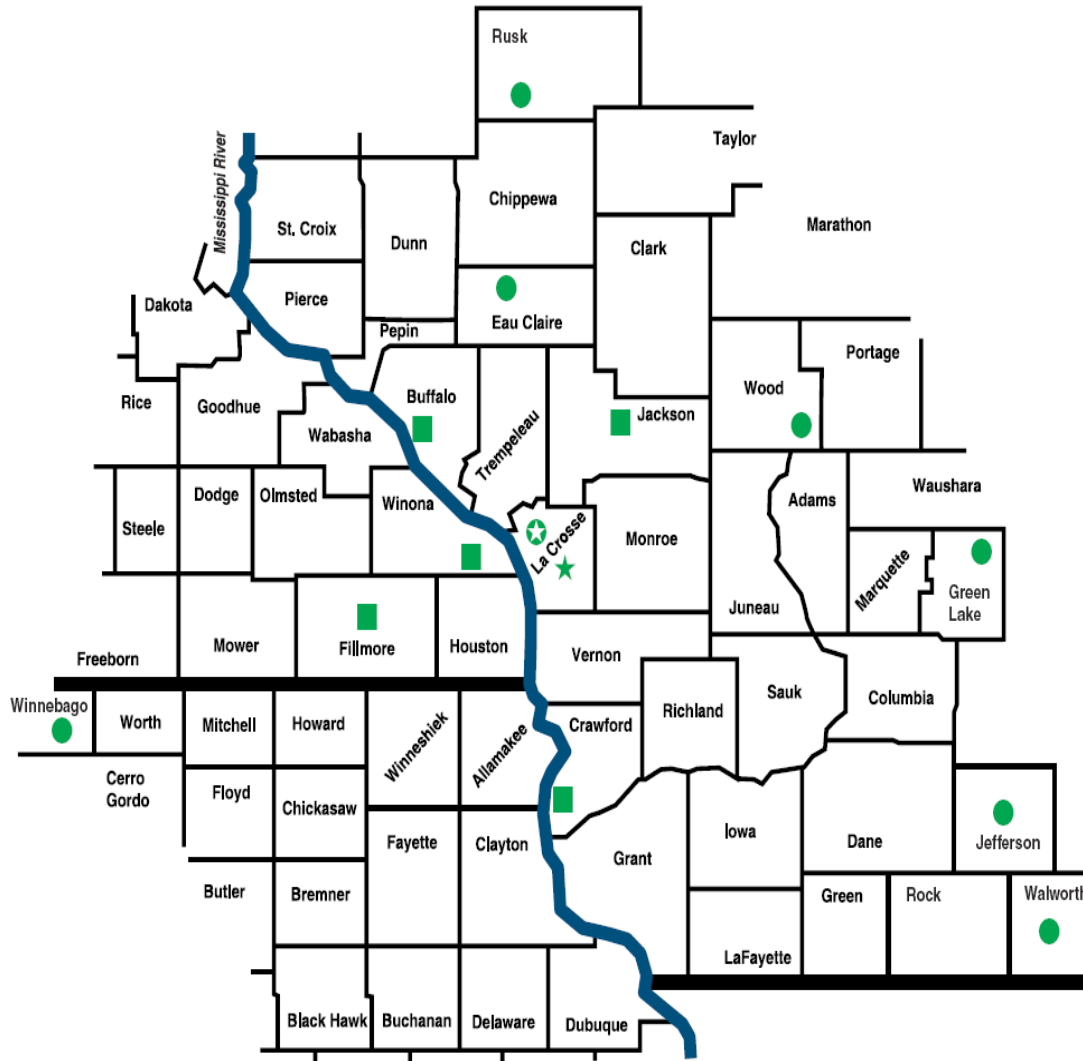 Rusk
Taylor
Mississippi River
Chippewa
St. Croix
Dunn
Clark
Marathon
Dakota
Pierce
Eau Claire
Pepin
Portage
Wood
Rice
Goodhue
Buffalo
Jackson
Wabasha
Trempeleau
Dodge
Olmsted
Winona
Adams
Waushara
Steele
La Crosse
Monroe
Marquette
Juneau
Green
Lake
Mower
Fillmore
Houston
Vernon
Freeborn
Sauk
Columbia
Winnebago
Worth
Mitchell
Howard
Winneshiek
Allamakee
Crawford
Richland
Cerro
Gordo
Floyd
Chickasaw
Iowa
Fayette
Clayton
Grant
Dane
Jefferson
Butler
Bremner
Green
Rock
Walworth
LaFayette
Black Hawk
Buchanan
Delaware
Dubuque